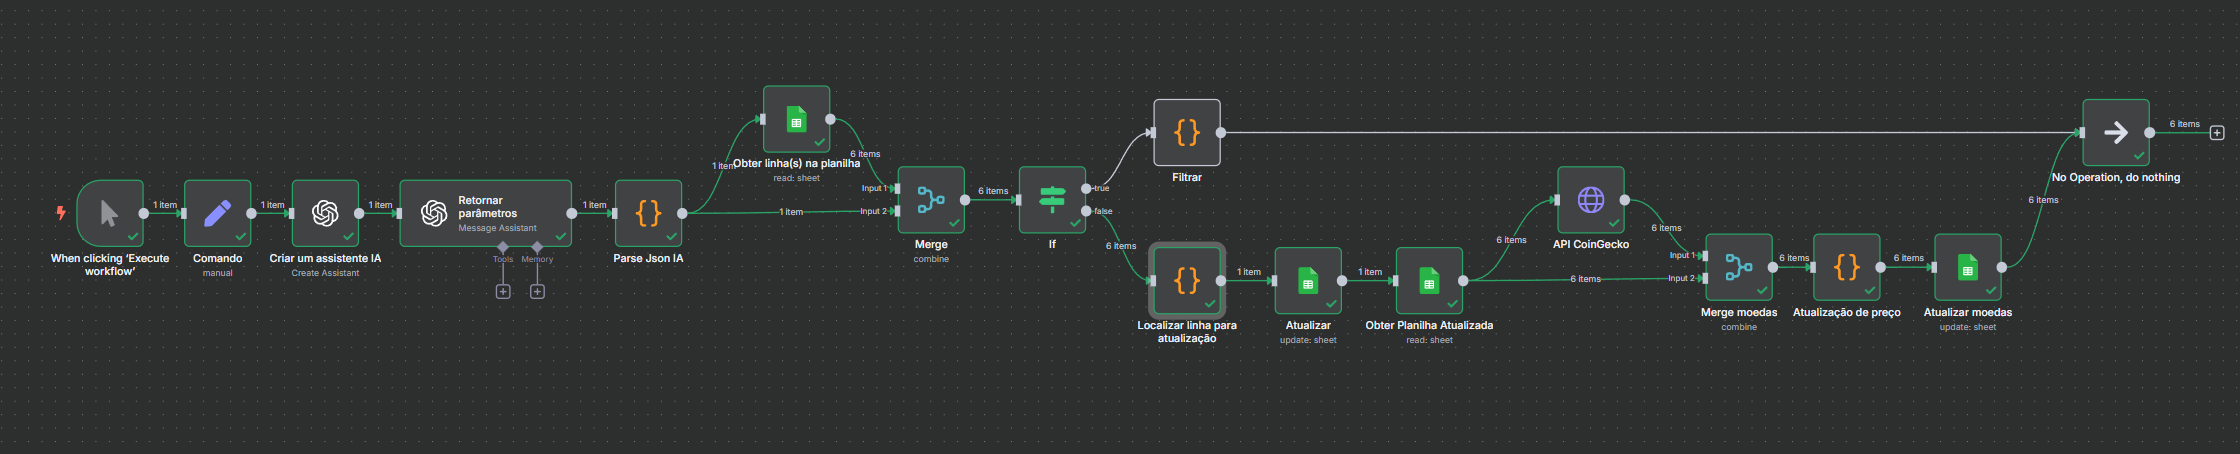 When clicking ‘Execute
workflow’
1 item
Comando
manual
1 item
Criar um assistente IA
Create Assistant
1 item
Retornar
parâmetros
Message Assistant
Tools
Memory
1 item
Parse Json IA
1 item
Obter linha(s) na planilha
read: sheet
6 items
1 item
Input 1
Input 2
Merge
combine
6 items
If
true
false
Filtrar
6 items
Localizar linha para
atualização
1 item
Atualizar
update: sheet
1 item
Obter Planilha Atualizada
read: sheet
6 items
API CoinGecko
6 items
6 items
Input 1
Input 2
Merge moedas
combine
6 items
Atualização de preço
6 items
Atualizar moedas
update: sheet
6 items
No Operation, do nothing
6 items